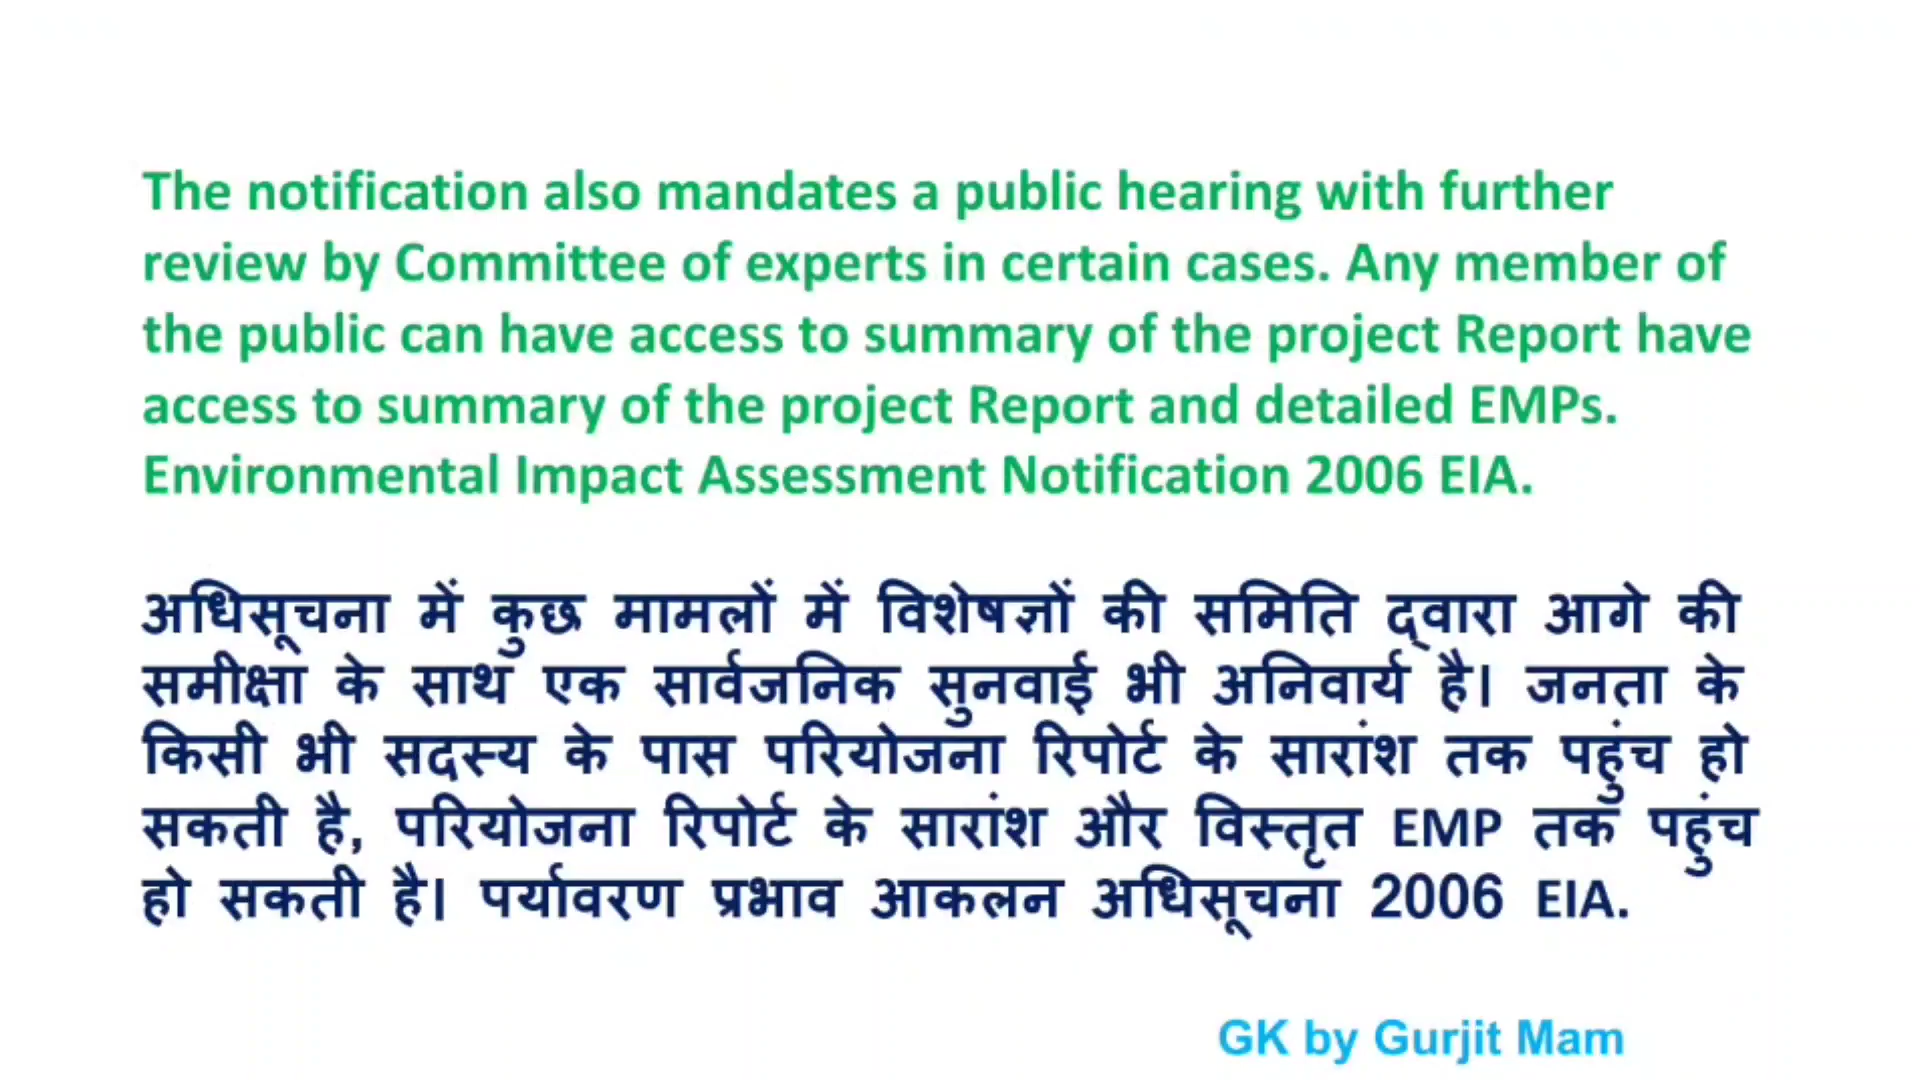 The notification also mandates a public hearing with further
review by Committee of experts in certain cases. Any member of
the public can have access to summary of the project Report have
access to summary of the project Report and detailed EMPs.
Environmental Impact Assessment Notification 2006 EIA.
अधिसूचना में कुछ मामलों में विशेषज्ञों की समिति द्वारा आगे की
समीक्षा के साथ एक सार्वजनिक सुनवाई भी अनिवार्य है। जनता के
किसी भी सदस्य के पास परियोजना रिपोर्ट के सारांश तक पहुंच हो
सकती है, परियोजना रिपोर्ट के सारांश और विस्तृत EMP तक पहुंच
हो सकती है। पर्यावरण प्रभाव आकलन अधिसूचना 2006 EIA.
GK by Gurjit Mam